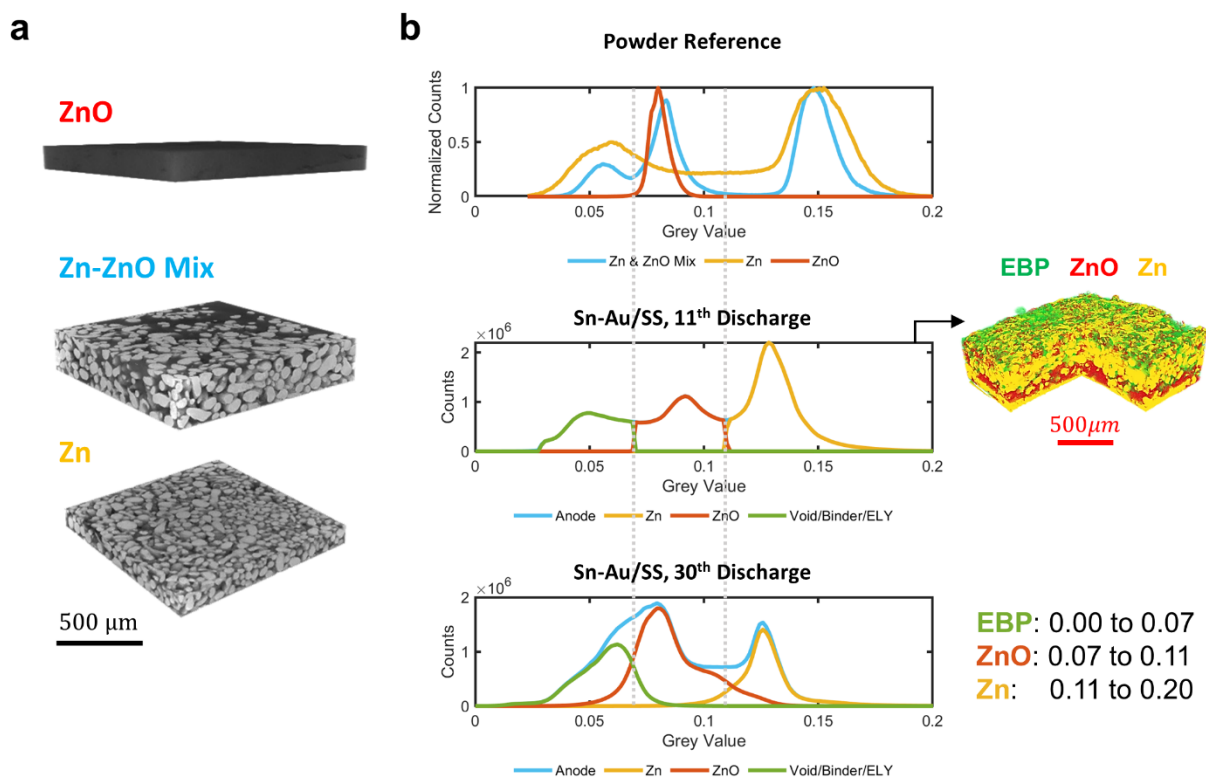 a
ZnO
Zn-ZnO Mix
Zn
500 μm
b
Powder Reference
Normalized Counts
1
0.5
0
0 0.05 0.1 0.15 0.2
Grey Value
Zn & ZnO Mix Zn ZnO
Sn-Au/SS, 11th Discharge
×10^6
Counts
2
1
0
0 0.05 0.1 0.15 0.2
Grey Value
Anode Zn ZnO Void/Binder/ELY
EBP ZnO Zn
500μm
Sn-Au/SS, 30th Discharge
×10^6
Counts
2
1
0
0 0.05 0.1 0.15 0.2
Grey Value
Anode Zn ZnO Void/Binder/ELY
EBP: 0.00 to 0.07
ZnO: 0.07 to 0.11
Zn: 0.11 to 0.20